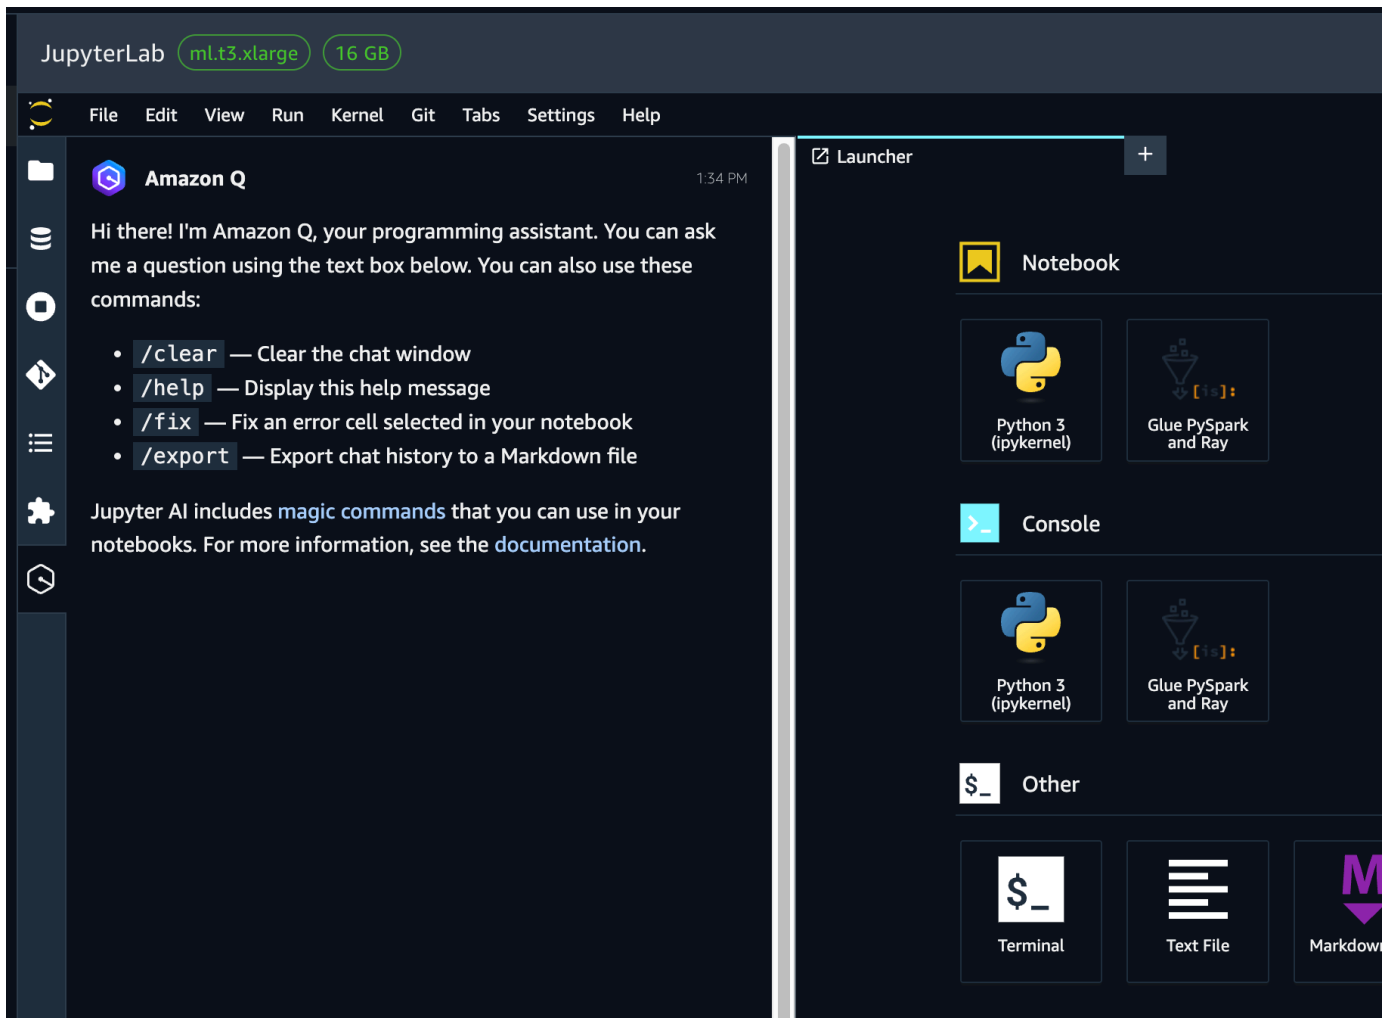 JupyterLab ml.t3.xlarge 16 GB
File Edit View Run Kernel Git Tabs Settings Help
Amazon Q 1:34 PM
Hi there! I'm Amazon Q, your programming assistant. You can ask
me a question using the text box below. You can also use these
commands:
• /clear — Clear the chat window
• /help — Display this help message
• /fix — Fix an error cell selected in your notebook
• /export — Export chat history to a Markdown file
Jupyter AI includes magic commands that you can use in your
notebooks. For more information, see the documentation.
Launcher +
Notebook
Python 3
(ipykernel)
[is]:
Glue PySpark
and Ray
>_ Console
Python 3
(ipykernel)
[is]:
Glue PySpark
and Ray
$_ Other
$_
Terminal
Text File
M
Markdown